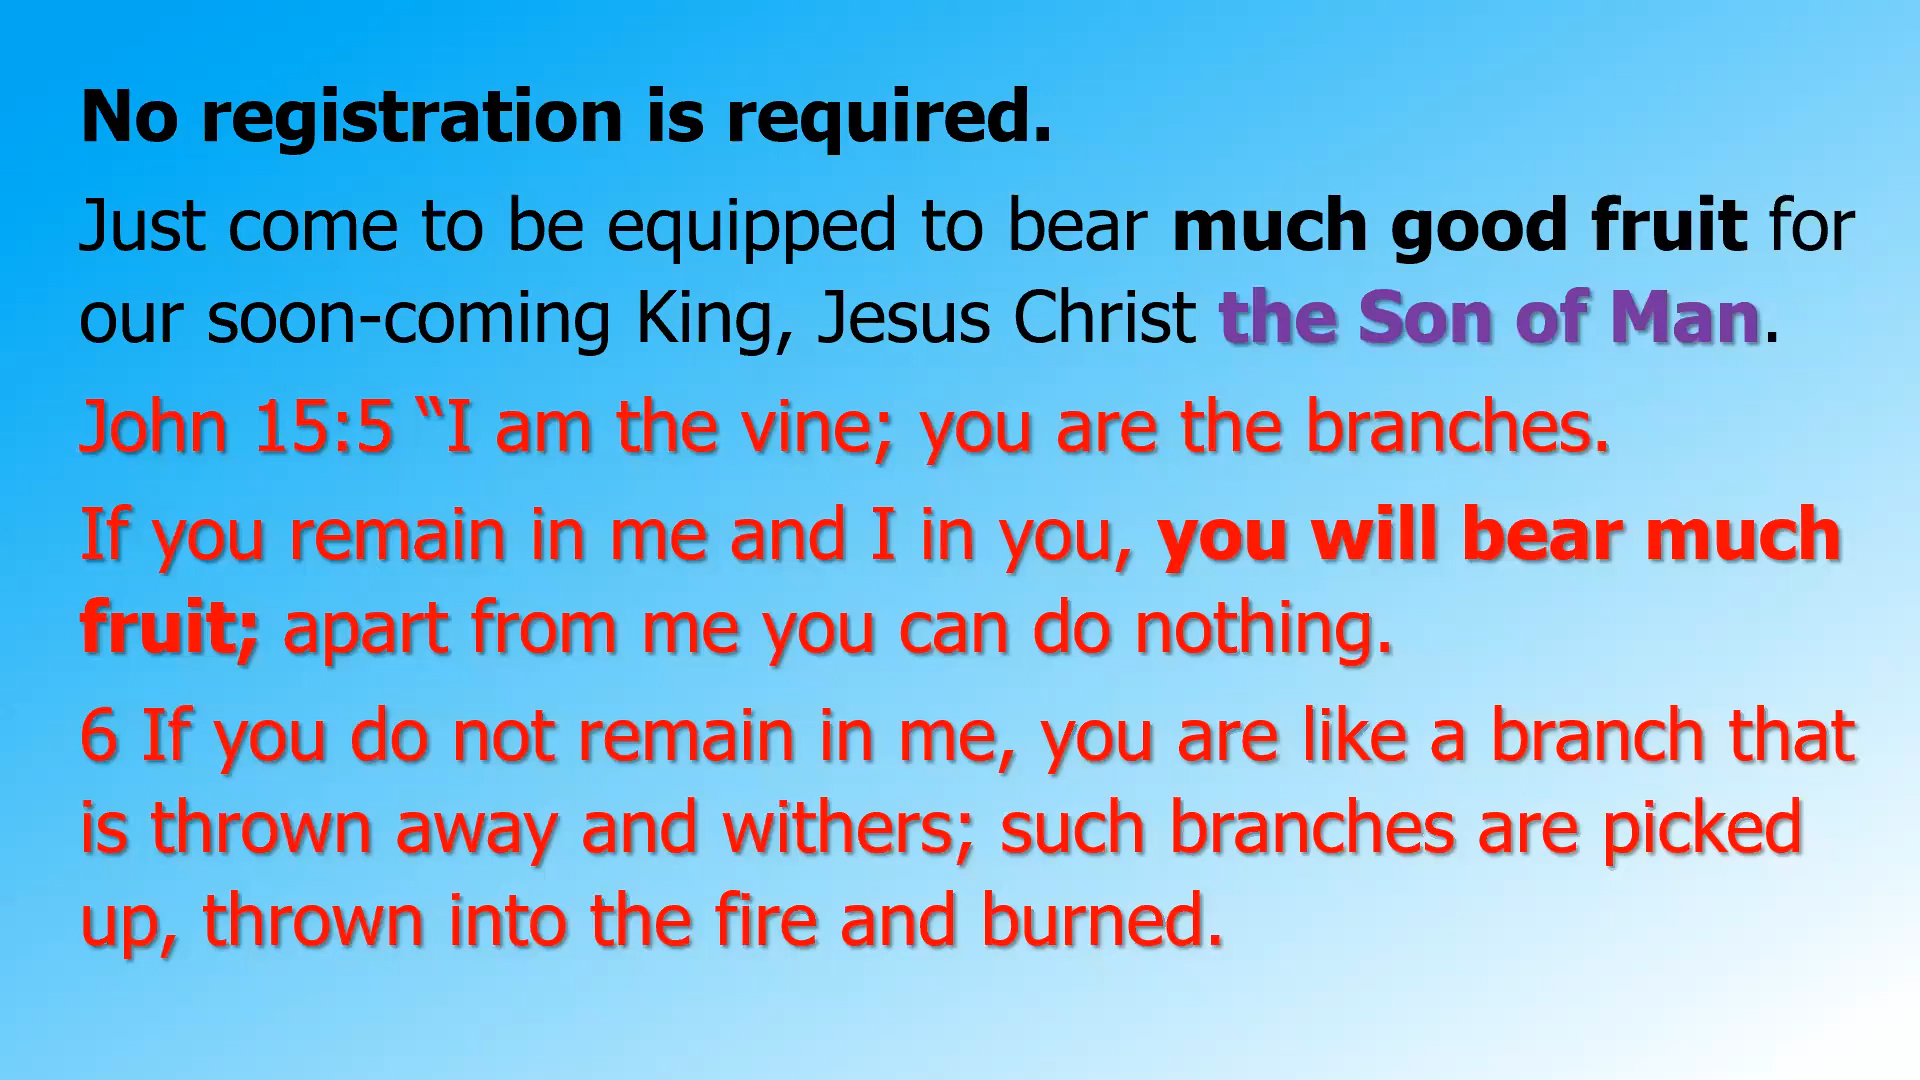 No registration is required.
Just come to be equipped to bear much good fruit for
our soon-coming King, Jesus Christ the Son of Man.
John 15:5 “I am the vine; you are the branches.
If you remain in me and I in you, you will bear much
fruit; apart from me you can do nothing.
6 If you do not remain in me, you are like a branch that
is thrown away and withers; such branches are picked
up, thrown into the fire and burned.